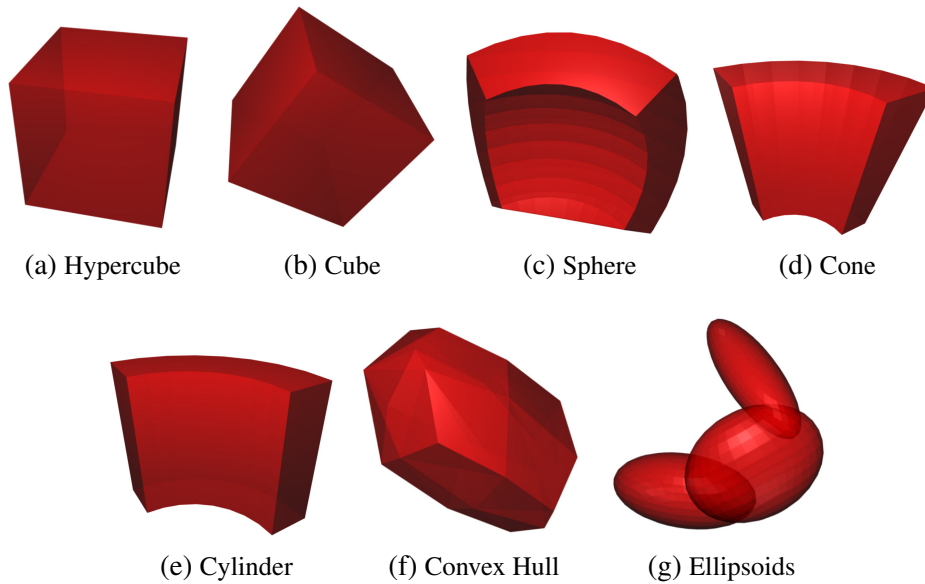 (a) Hypercube
(b) Cube
(c) Sphere
(d) Cone
(e) Cylinder
(f) Convex Hull
(g) Ellipsoids